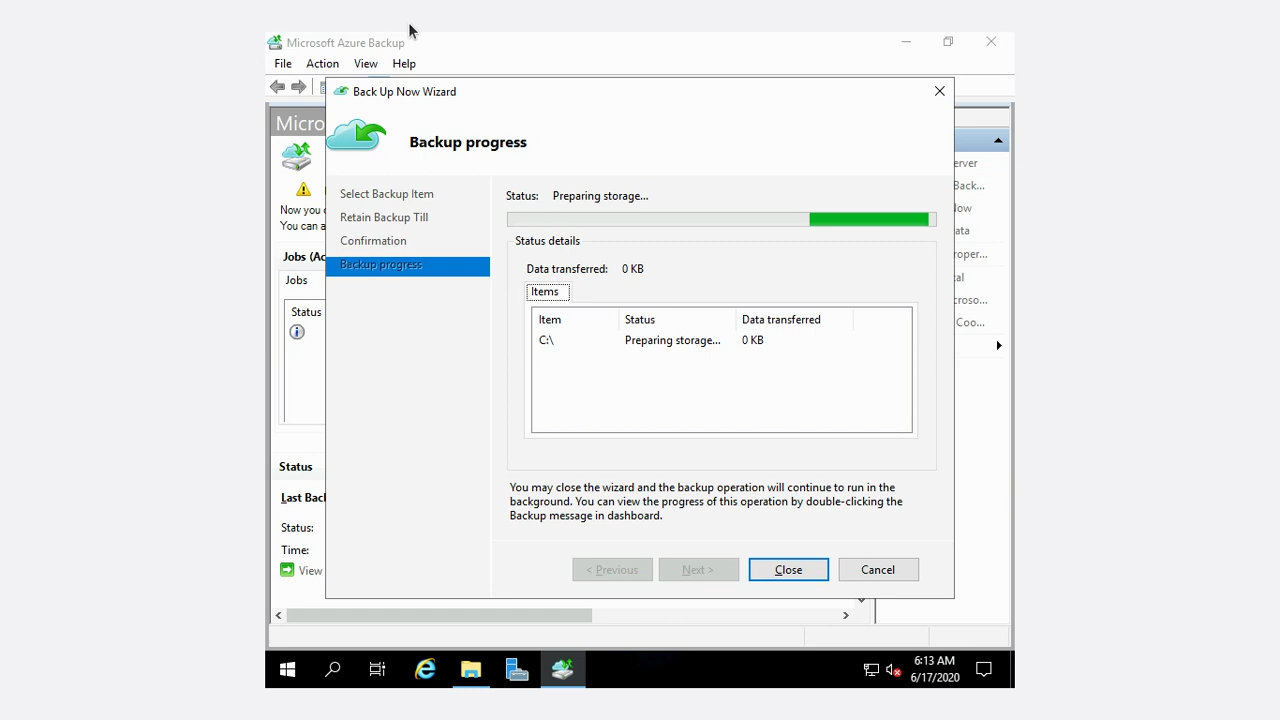 Microsoft Azure Backup
File Action View Help
Back Up Now Wizard
Micro
Backup progress
Select Backup Item
Retain Backup Till
Confirmation
Backup progress
Status: Preparing storage...
Status details
Data transferred: 0 KB
Items
Item Status Data transferred
C:\ Preparing storage... 0 KB
You may close the wizard and the backup operation will continue to run in the
background. You can view the progress of this operation by double-clicking the
Backup message in dashboard.
< Previous Next > Close Cancel
Now you c
You can a
Jobs (Ac
Jobs
Status
i
Status
Last Bacl
Status:
Time:
View
erver
Back...
ow
ata
roper...
al
icroso...
Coo...
6:13 AM
6/17/2020